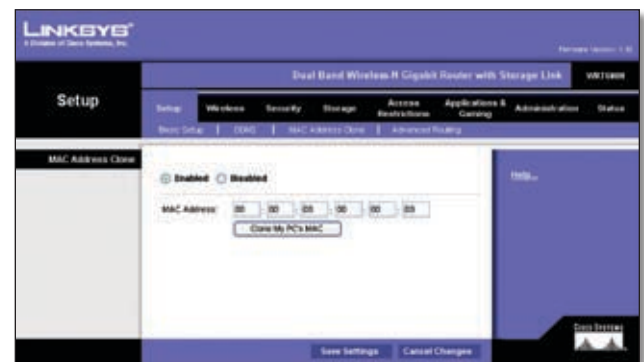 LINKSYS®
A Division of Cisco Systems, Inc.
Dual Band Wireless-N Gigabit Router with Storage Link
Setup
Setup Wireless Security Storage Access Restrictions Applications & Gaming Administration Status
Basic Setup | DDNS | MAC Address Clone | Advanced Routing
MAC Address Clone
Enabled Disabled
MAC Address: 00 : 00 : 00 : 00 : 00 : 00
Clone My PC's MAC
Help...
Save Settings Cancel Changes
Cisco Systems